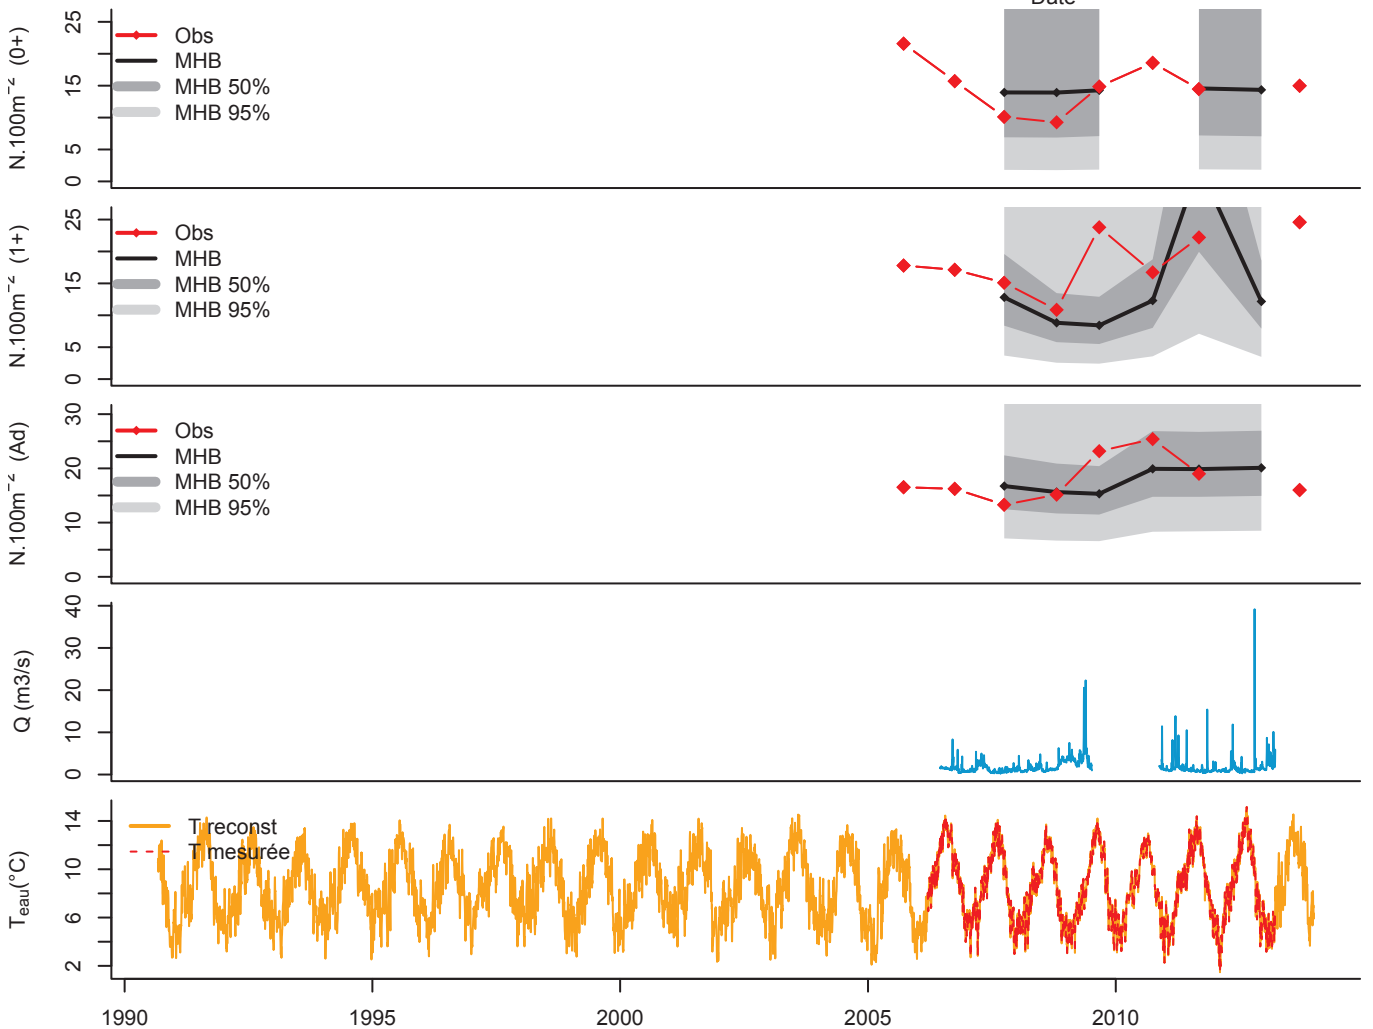 Date
N.100m⁻² (0+)
25
15
5
0
Obs
MHB
MHB 50%
MHB 95%
N.100m⁻² (1+)
25
15
5
0
Obs
MHB
MHB 50%
MHB 95%
N.100m⁻² (Ad)
30
20
10
0
Obs
MHB
MHB 50%
MHB 95%
Q (m3/s)
40
30
20
10
0
Teau(°C)
14
10
6
2
T reconst
T mesurée
1990 1995 2000 2005 2010